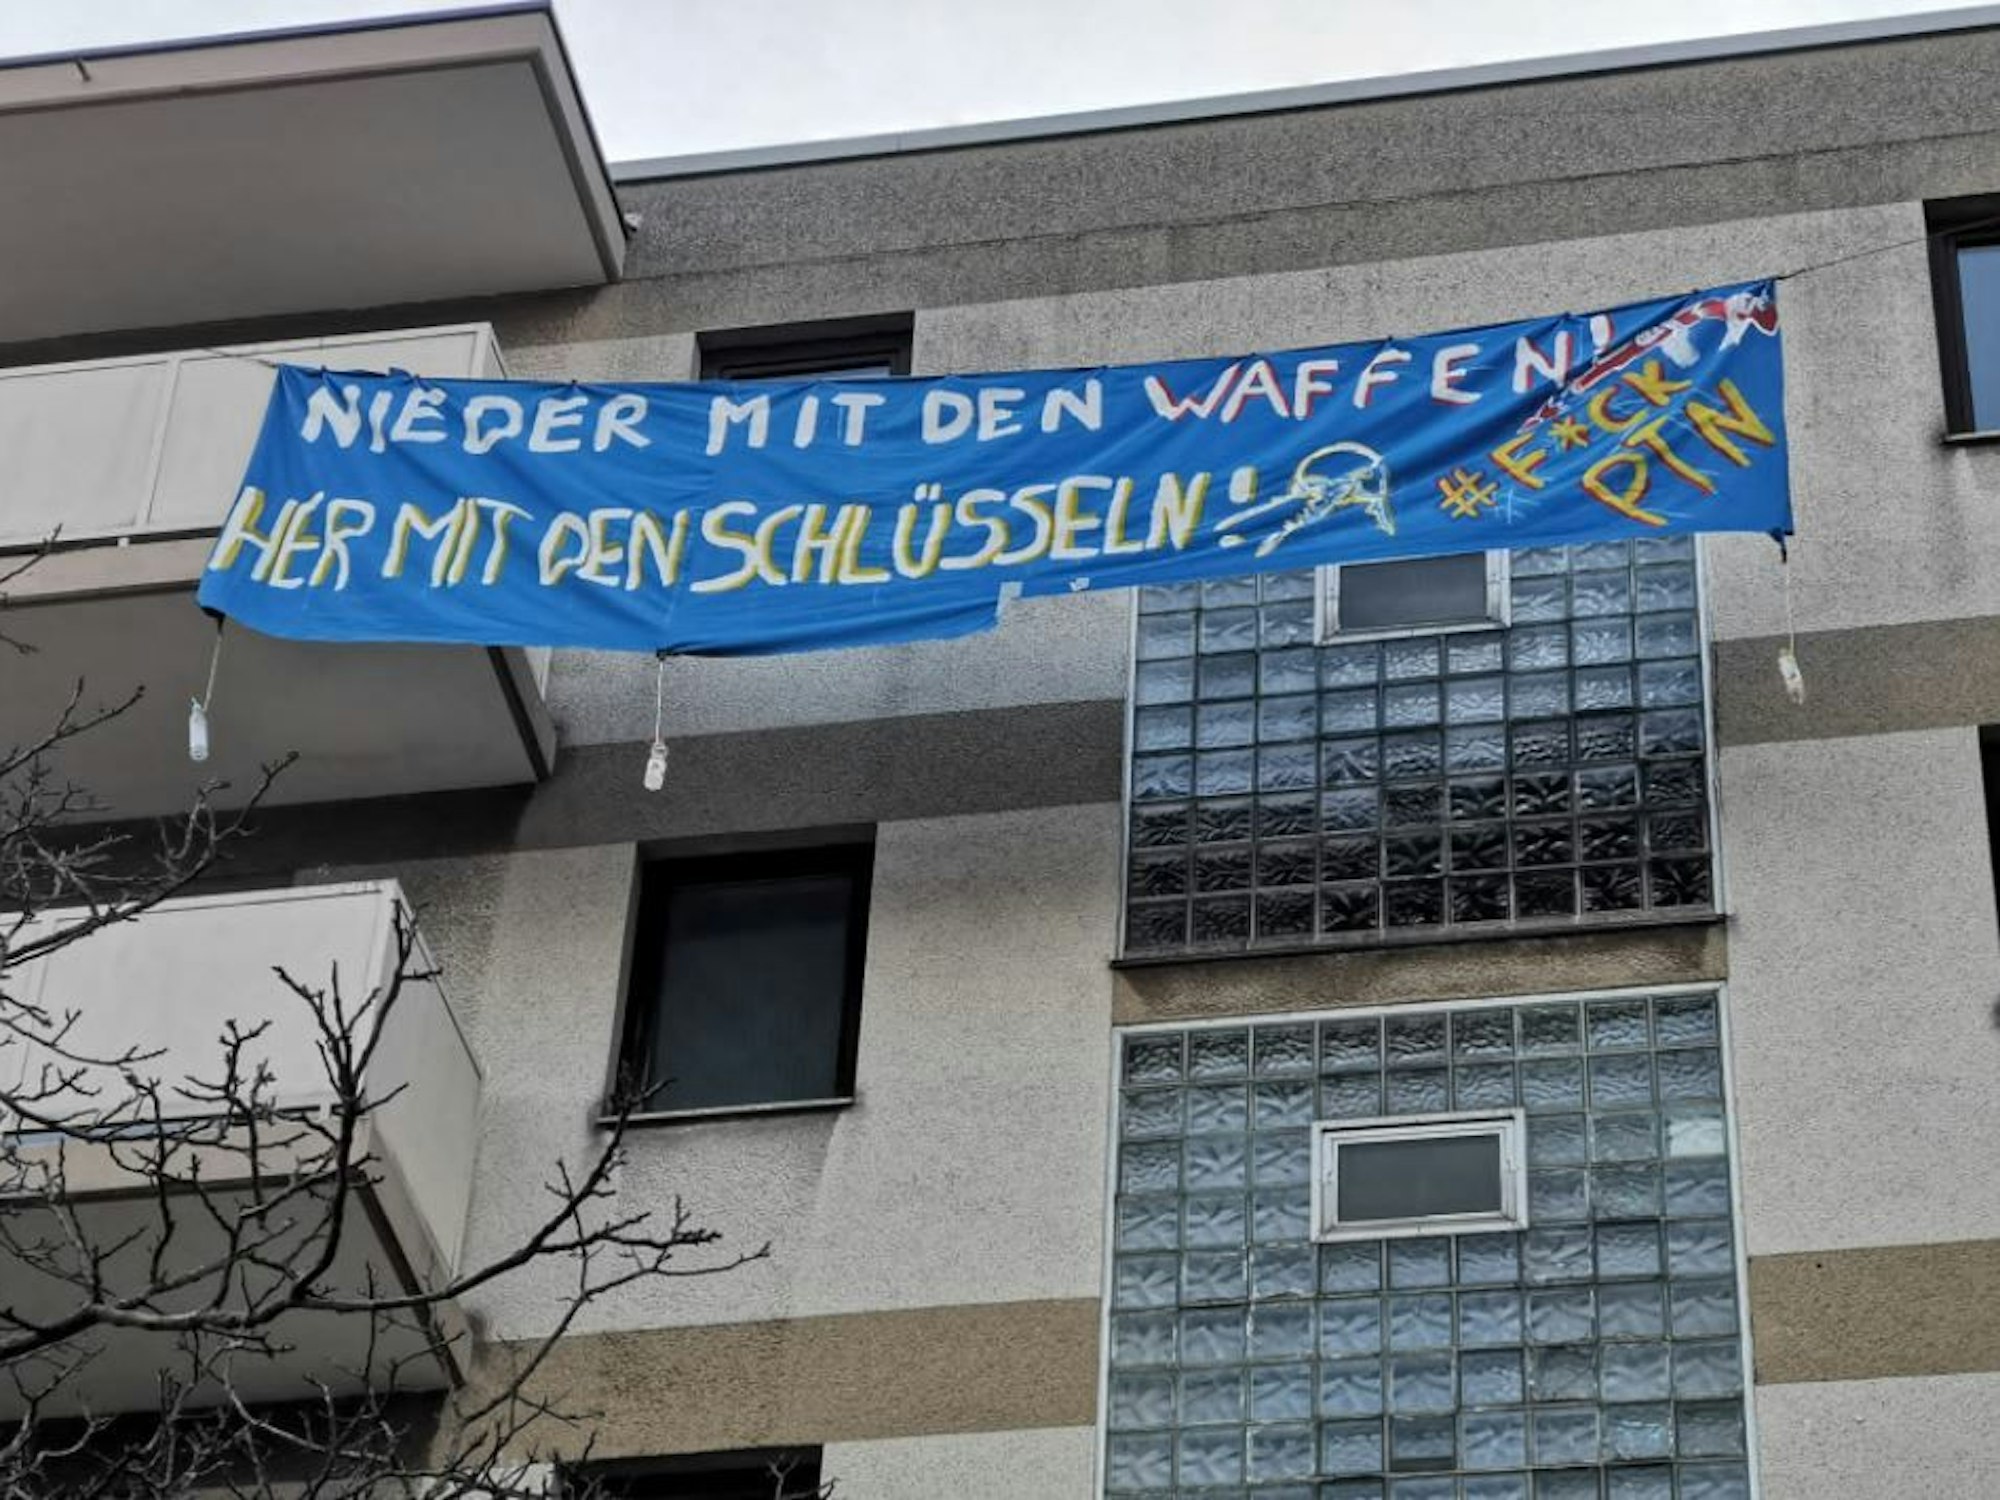 NIEDER MIT DEN WAFFEN!
HER MIT DEN SCHLÜSSELN!
#F*CK
PTN